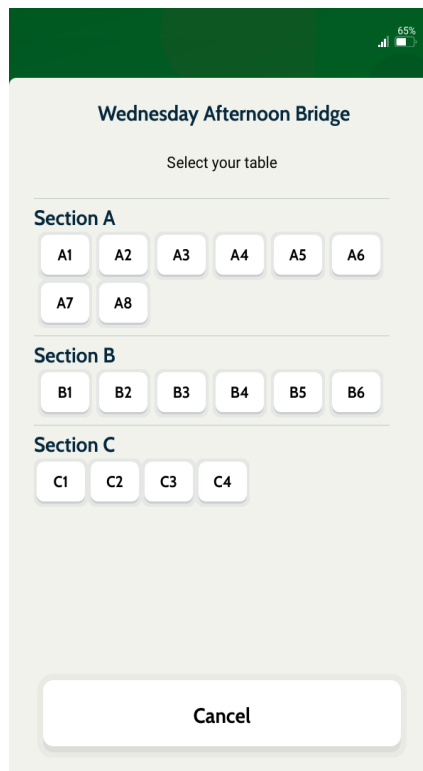 65%
Wednesday Afternoon Bridge
Select your table
Section A
A1 A2 A3 A4 A5 A6
A7 A8
Section B
B1 B2 B3 B4 B5 B6
Section C
C1 C2 C3 C4
Cancel